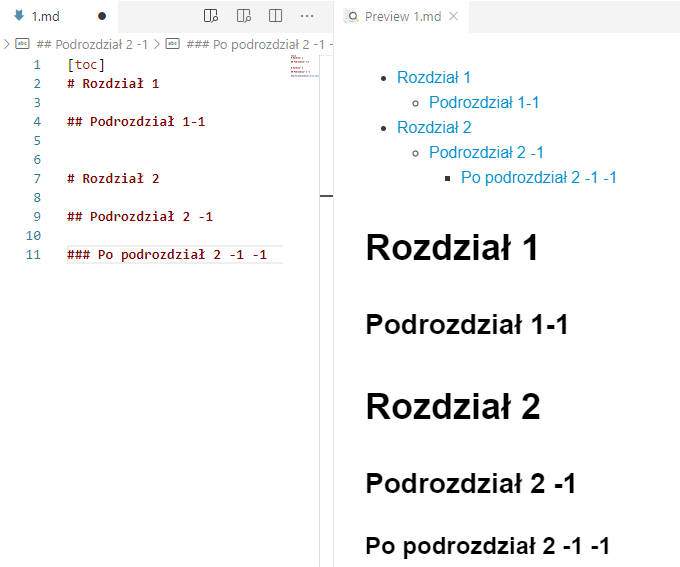 1.md
## Podrozdział 2 -1 ### Po podrozdział 2 -1 -
1 [toc]
2 # Rozdział 1
3
4 ## Podrozdział 1-1
5
6
7 # Rozdział 2
8
9 ## Podrozdział 2 -1
10
11 ### Po podrozdział 2 -1 -1
Preview 1.md
Rozdział 1
Podrozdział 1-1
Rozdział 2
Podrozdział 2 -1
Po podrozdział 2 -1 -1
Rozdział 1
Podrozdział 1-1
Rozdział 2
Podrozdział 2 -1
Po podrozdział 2 -1 -1